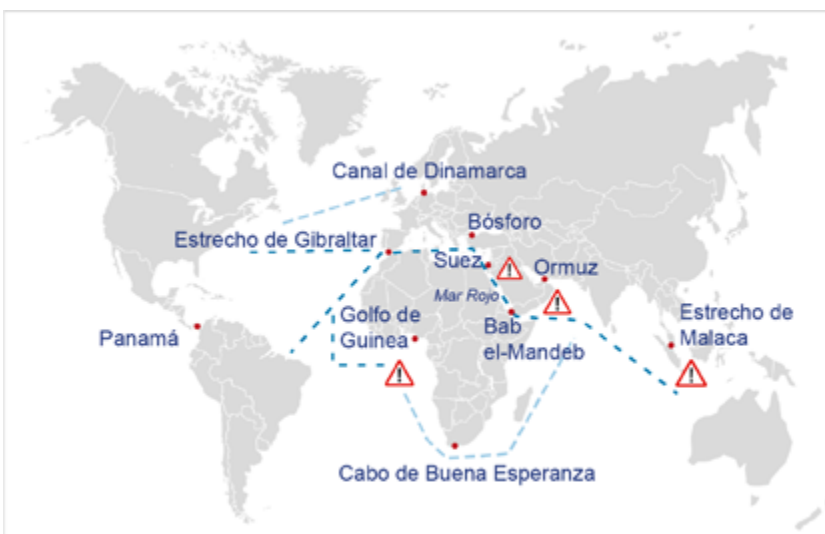 Canal de Dinamarca
Bósforo
Estrecho de Gibraltar
Suez
Ormuz
Mar Rojo
Golfo de
Guinea
Estrecho de
Malaca
Panamá
Bab
el-Mandeb
Cabo de Buena Esperanza